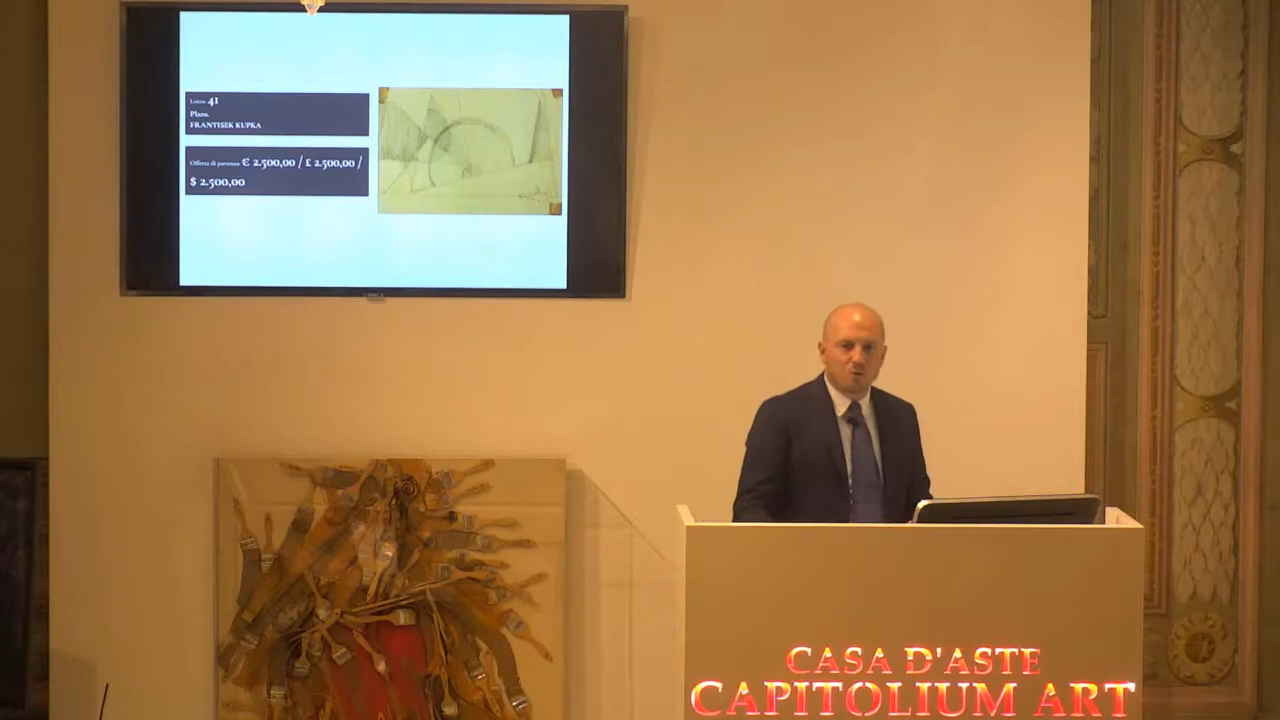 Lotto: 41
Plans.
FRANTISEK KUPKA
Offerta di partenza: € 2.500,00 / £ 2.500,00 /
$ 2.500,00
CASA D'ASTE
CAPITOLIUM ART